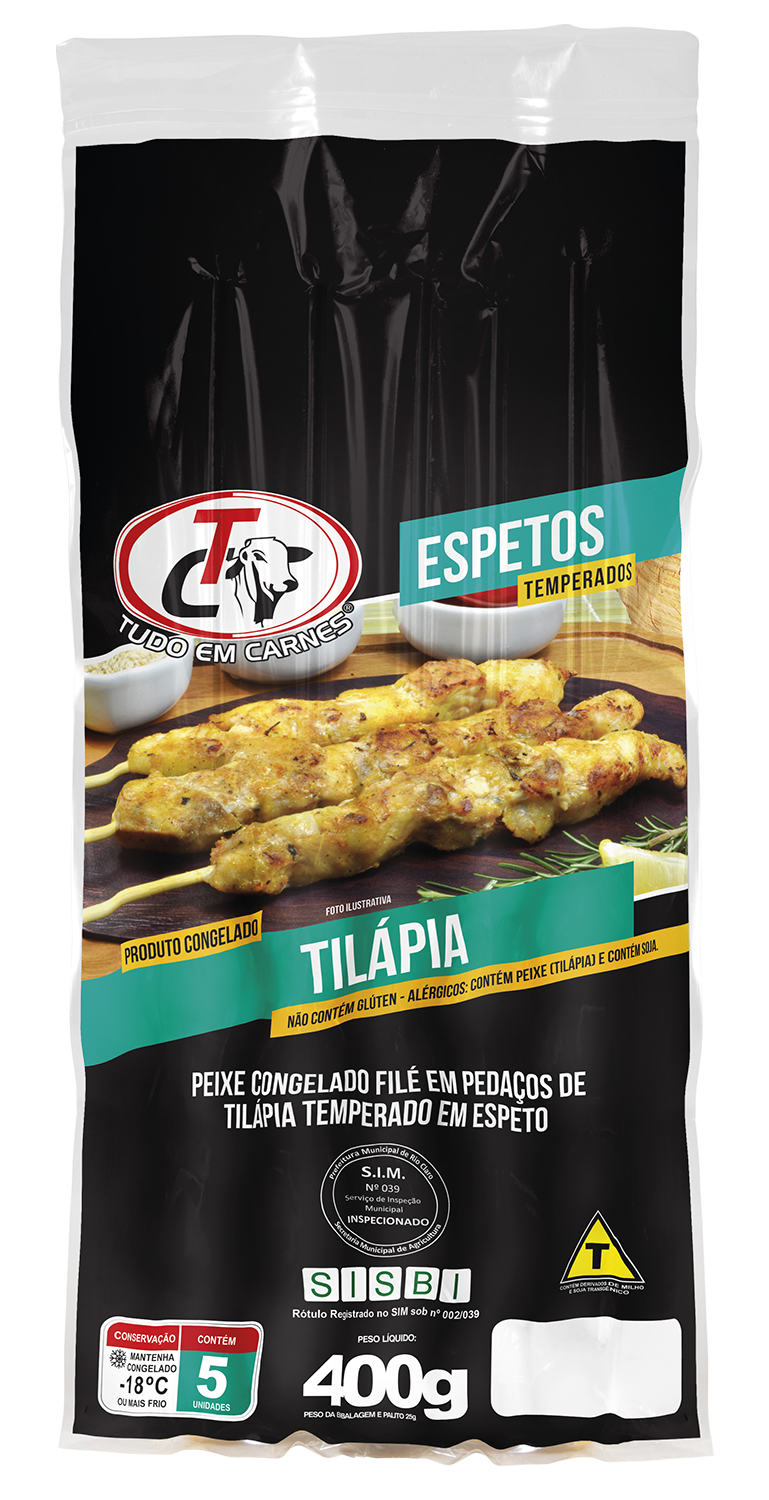 TC
TUDO EM CARNES®
ESPETOS
TEMPERADOS
FOTO ILUSTRATIVA
PRODUTO CONGELADO
TILÁPIA
NÃO CONTÉM GLÚTEN - ALÉRGICOS: CONTÉM PEIXE (TILÁPIA) E CONTÉM SOJA.
PEIXE CONGELADO FILÉ EM PEDAÇOS DE
TILÁPIA TEMPERADO EM ESPETO
Prefeitura Municipal de Rio Claro
S.I.M.
Nº 039
Serviço de Inspeção
Municipal
INSPECIONADO
Secretaria Municipal de Agricultura
T
CONTÉM DERIVADOS DE MILHO
E SOJA TRANSGÊNICO
SISBI
Rótulo Registrado no SIM sob nº 002/039
CONSERVAÇÃO
MANTENHA
CONGELADO
-18ºC
OU MAIS FRIO
CONTÉM
5
UNIDADES
PESO LÍQUIDO:
400g
PESO DA EMBALAGEM E PALITO 25g